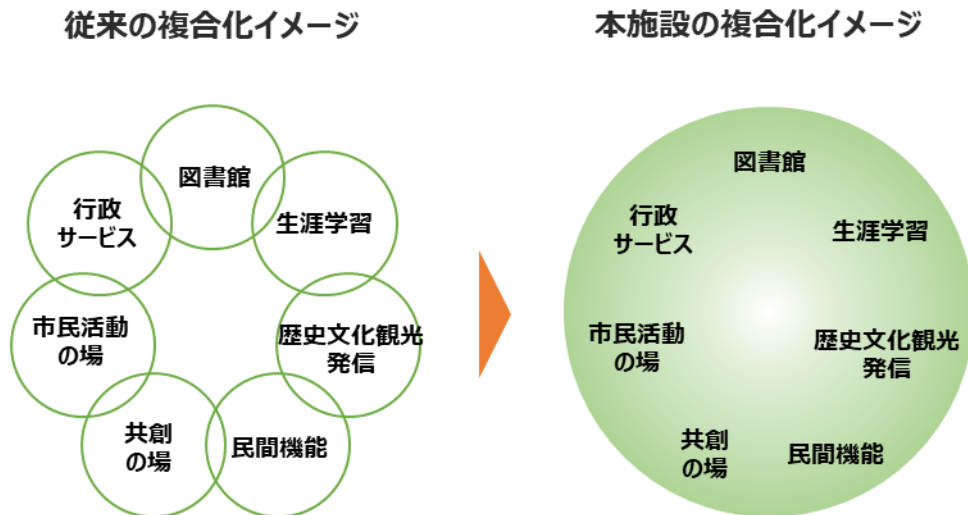 従来の複合化イメージ
図書館
行政
サービス
生涯学習
市民活動
の場
歴史文化観光
発信
共創
の場
民間機能
本施設の複合化イメージ
図書館
行政
サービス
生涯学習
市民活動
の場
歴史文化観光
発信
共創
の場
民間機能